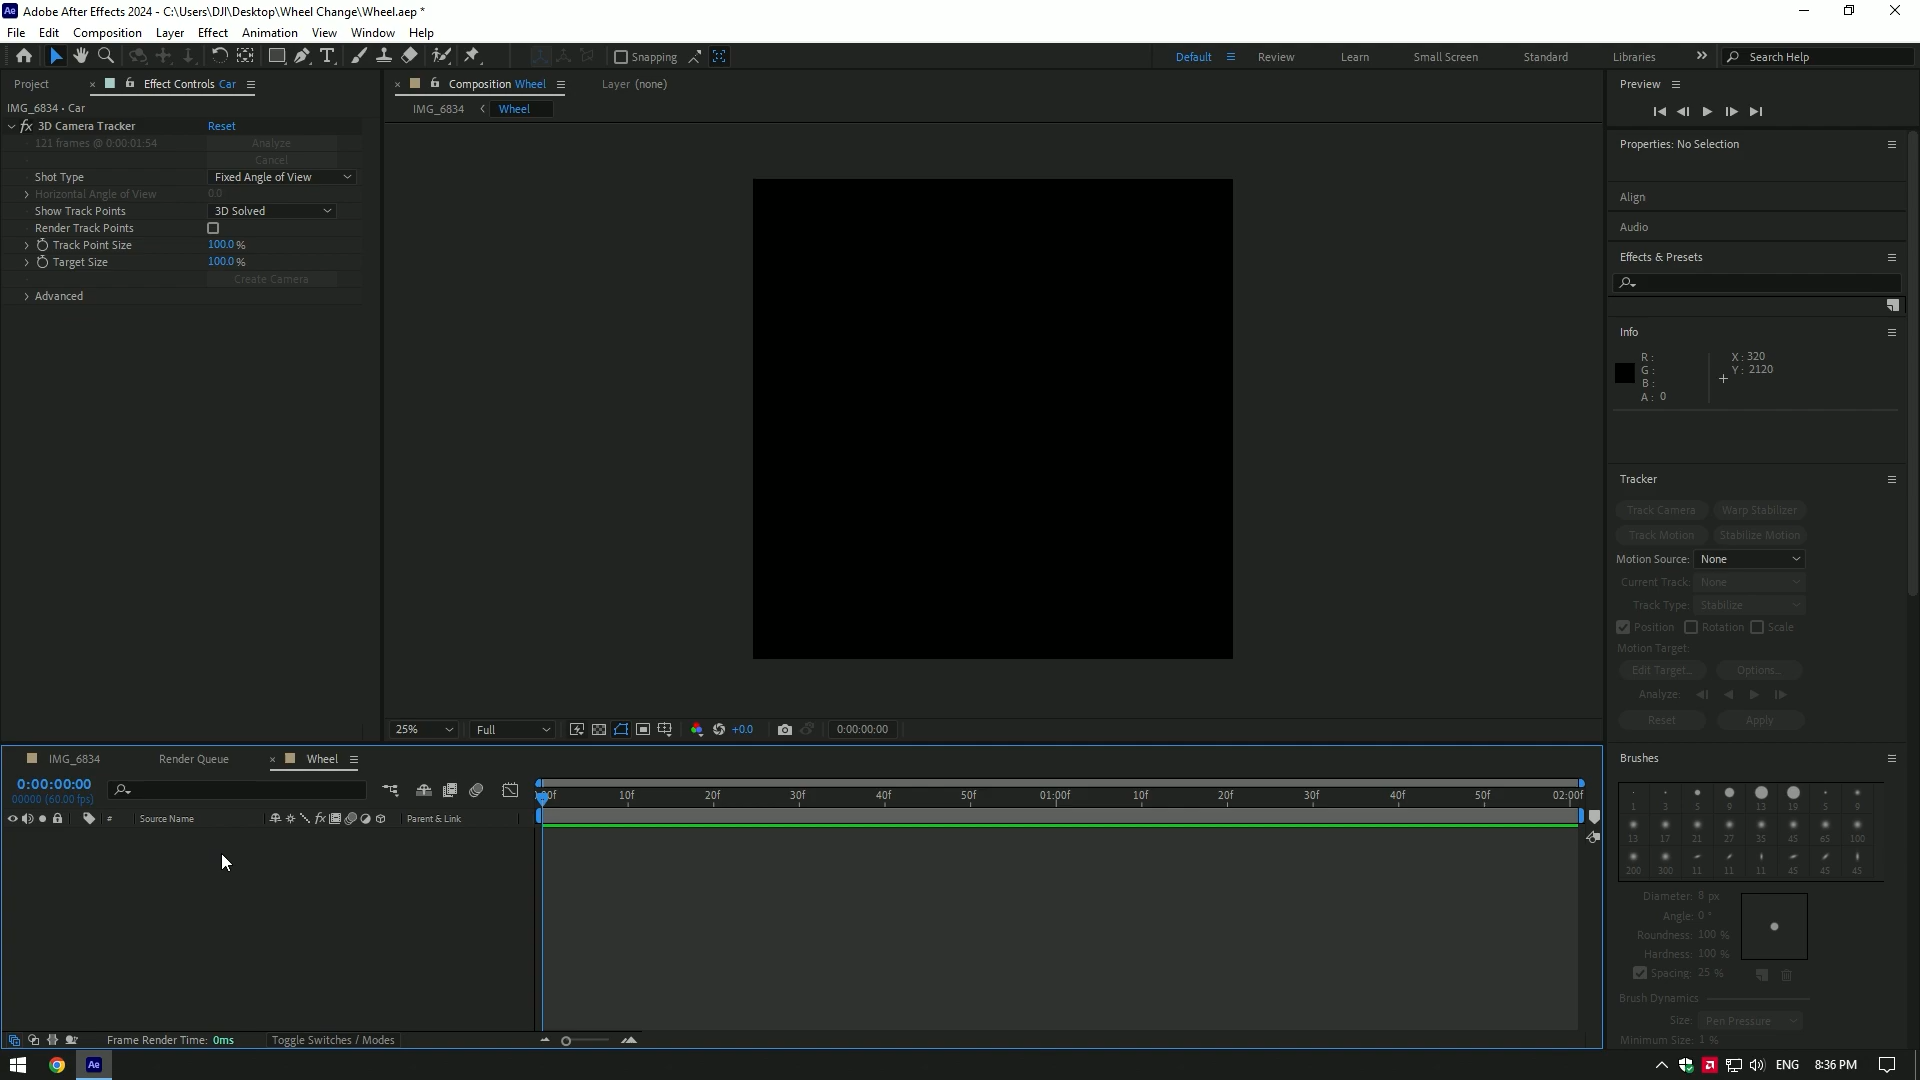 Adobe After Effects 2024 - C:\Users\DJI\Desktop\Wheel Change\Wheel.aep *
File Edit Composition Layer Effect Animation View Window Help
Snapping
Default Review Learn Small Screen Standard Libraries Search Help
Project Effect Controls Car
IMG_6834 • Car
fx 3D Camera Tracker Reset
121 frames @ 0:00:01:54 Analyze
Cancel
Shot Type Fixed Angle of View
Horizontal Angle of View 0.0
Show Track Points 3D Solved
Render Track Points
Track Point Size 100.0 %
Target Size 100.0 %
Create Camera
Advanced
Composition Wheel Layer (none)
IMG_6834 Wheel
25% Full +0.0 0:00:00:00
Preview
Properties: No Selection
Align
Audio
Effects & Presets
Info
R: X: 320
G: Y: 2120
B:
A: 0
Tracker
Track Camera Warp Stabilizer
Track Motion Stabilize Motion
Motion Source: None
Current Track: None
Track Type: Stabilize
Position Rotation Scale
Motion Target:
Edit Target... Options...
Analyze:
Reset Apply
Brushes
1 3 5 9 13 19 5 9
13 17 21 27 35 45 65 100
200 300 11 11 11 45 45 45
Diameter: 8 px
Angle: 0 °
Roundness: 100 %
Hardness: 100 %
Spacing: 25 %
Brush Dynamics
Size: Pen Pressure
Minimum Size: 1 %
IMG_6834 Render Queue Wheel
0:00:00:00
00000 (60.00 fps)
10f 20f 30f 40f 50f 01:00f 10f 20f 30f 40f 50f 02:00f
# Source Name fx Parent & Link
Frame Render Time: 0ms Toggle Switches / Modes
Ae ENG 8:36 PM